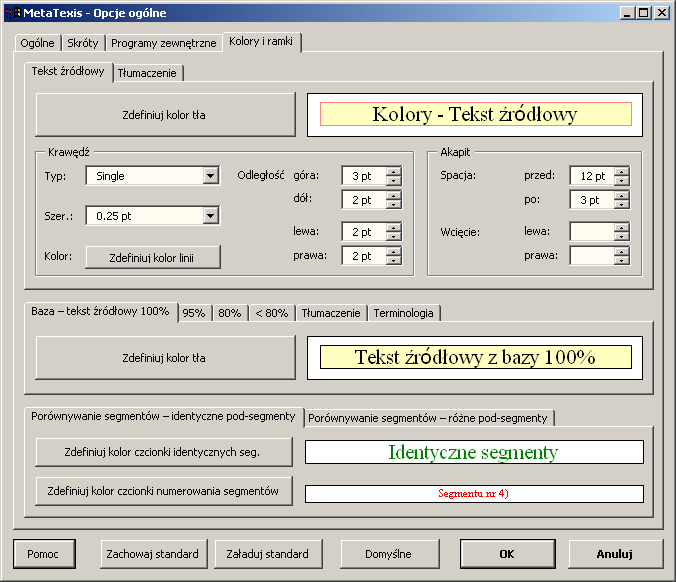 MetaTexis - Opcje ogólne
Ogólne Skróty Programy zewnętrzne Kolory i ramki
Tekst źródłowy Tłumaczenie
Zdefiniuj kolor tła Kolory - Tekst źródłowy
Krawędź Akapit
Typ: Single Odległość góra: 3 pt Spacja: przed: 12 pt
dół: 2 pt po: 3 pt
Szer.: 0.25 pt
lewa: 2 pt Wcięcie: lewa:
Kolor: Zdefiniuj kolor linii prawa: 2 pt prawa:
Baza – tekst źródłowy 100% 95% 80% < 80% Tłumaczenie Terminologia
Zdefiniuj kolor tła Tekst źródłowy z bazy 100%
Porównywanie segmentów – identyczne pod-segmenty Porównywanie segmentów – różne pod-segmenty
Zdefiniuj kolor czcionki identycznych seg. Identyczne segmenty
Zdefiniuj kolor czcionki numerowania segmentów Segmentu nr 4)
Pomoc Zachowaj standard Załaduj standard Domyślne OK Anuluj